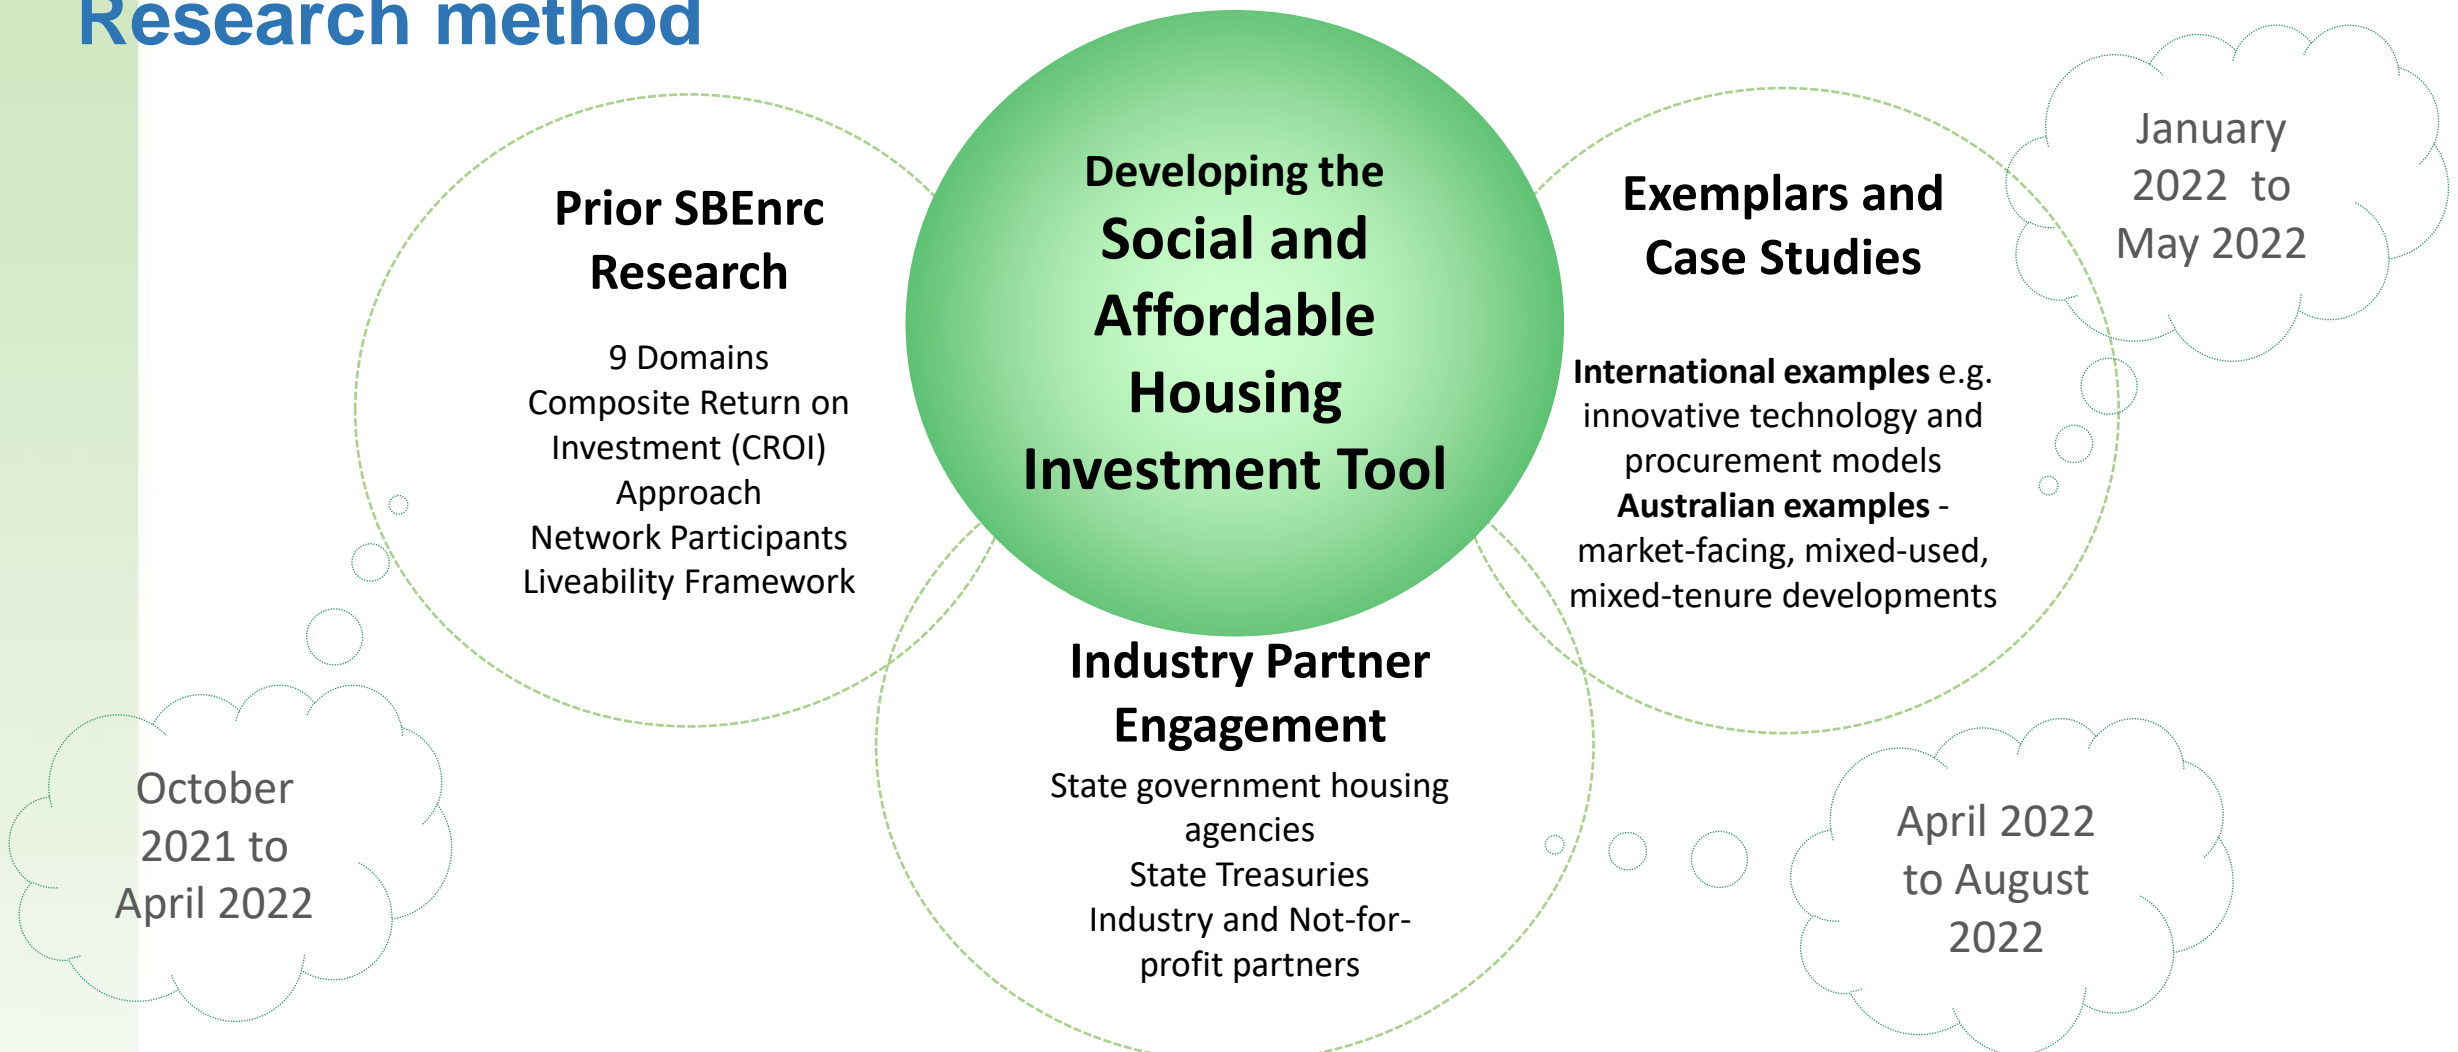 Research method
Prior SBEnrc
Research
9 Domains
Composite Return on
Investment (CROI)
Approach
Network Participants
Liveability Framework
October
2021 to
April 2022
Developing the
Social and
Affordable
Housing
Investment Tool
Industry Partner
Engagement
State government housing
agencies
State Treasuries
Industry and Not-for-
profit partners
Exemplars and
Case Studies
International examples e.g.
innovative technology and
procurement models
Australian examples -
market-facing, mixed-used,
mixed-tenure developments
January
2022 to
May 2022
April 2022
to August
2022